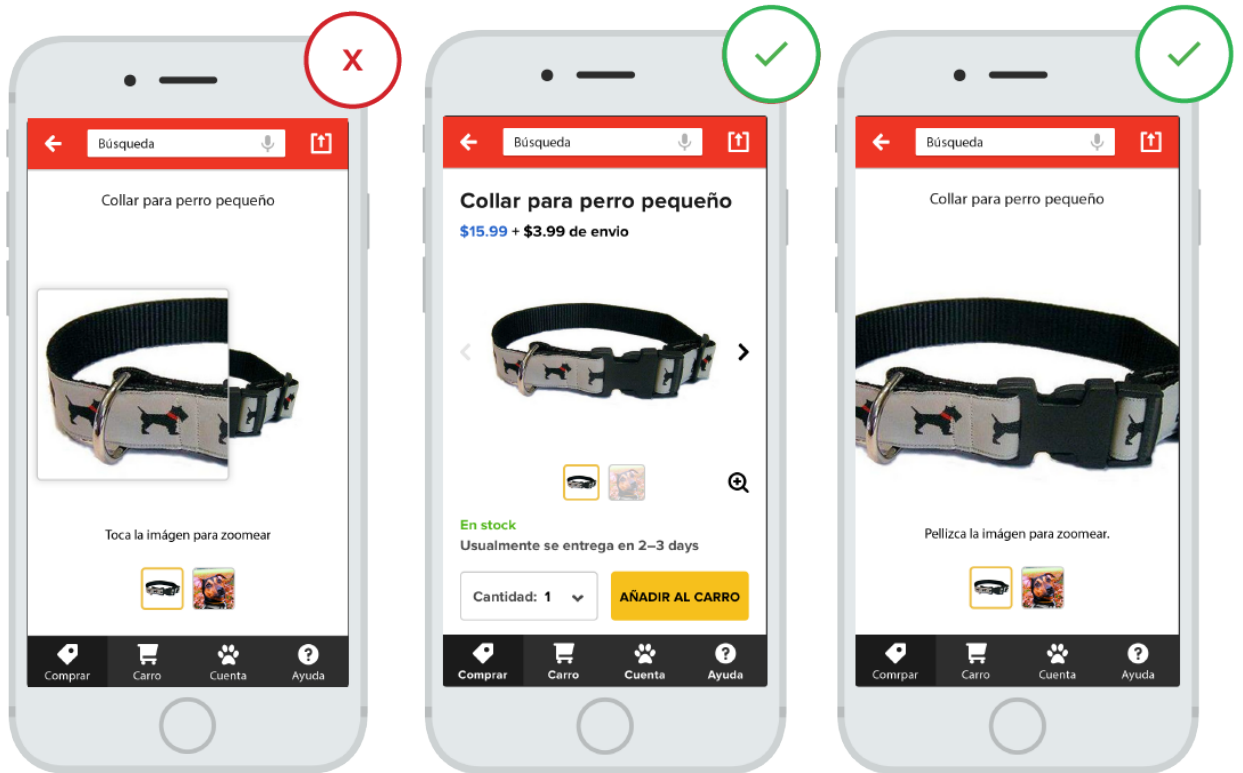 X
Búsqueda
Collar para perro pequeño
Toca la imágen para zoomear
Comprar
Carro
Cuenta
?
Ayuda
Búsqueda
Collar para perro pequeño
$15.99 + $3.99 de envio
En stock
Usualmente se entrega en 2–3 days
Cantidad: 1
AÑADIR AL CARRO
Comprar
Carro
Cuenta
?
Ayuda
Búsqueda
Collar para perro pequeño
Pellizca la imágen para zoomear.
Comrpar
Carro
Cuenta
?
Ayuda